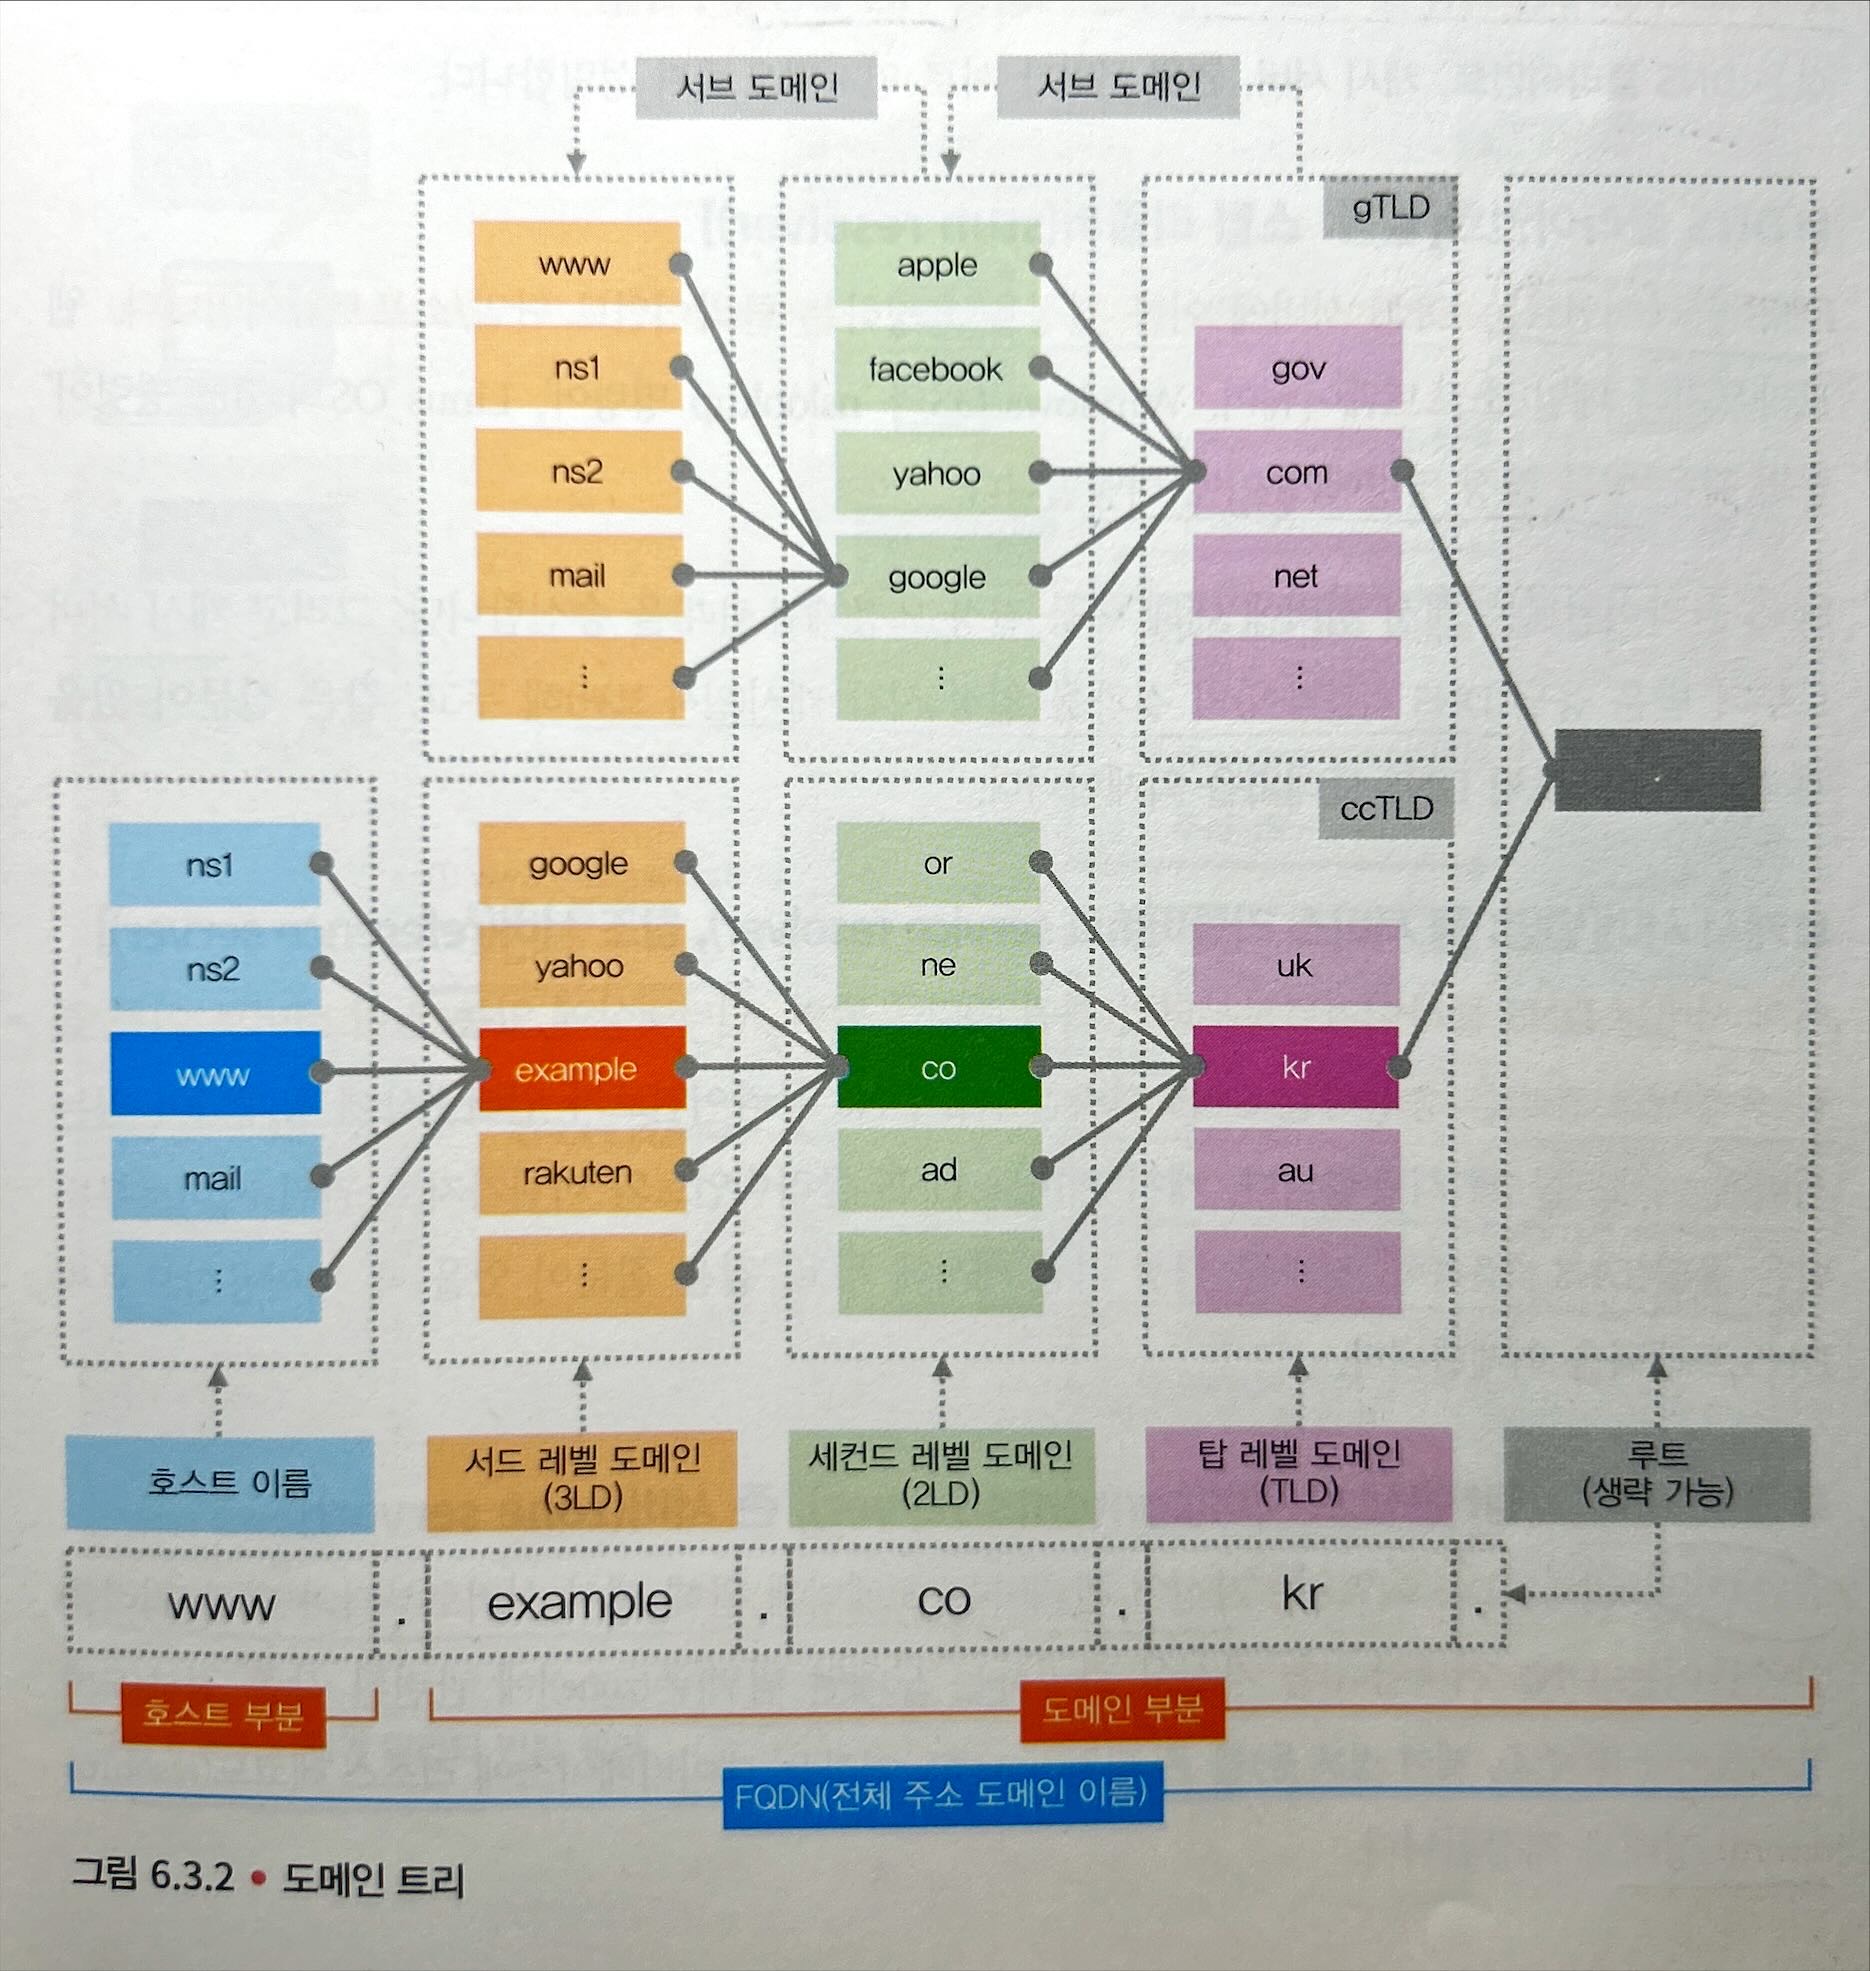 서브 도메인
서브 도메인
gTLD
www
ns1
ns2
mail
⋮
apple
facebook
yahoo
google
⋮
gov
com
net
⋮
.
ccTLD
ns1
ns2
www
mail
⋮
google
yahoo
example
rakuten
⋮
or
ne
co
ad
⋮
uk
kr
au
⋮
호스트 이름
서드 레벨 도메인
(3LD)
세컨드 레벨 도메인
(2LD)
탑 레벨 도메인
(TLD)
루트
(생략 가능)
www . example . co . kr .
호스트 부분
도메인 부분
FQDN(전체 주소 도메인 이름)
그림 6.3.2 • 도메인 트리